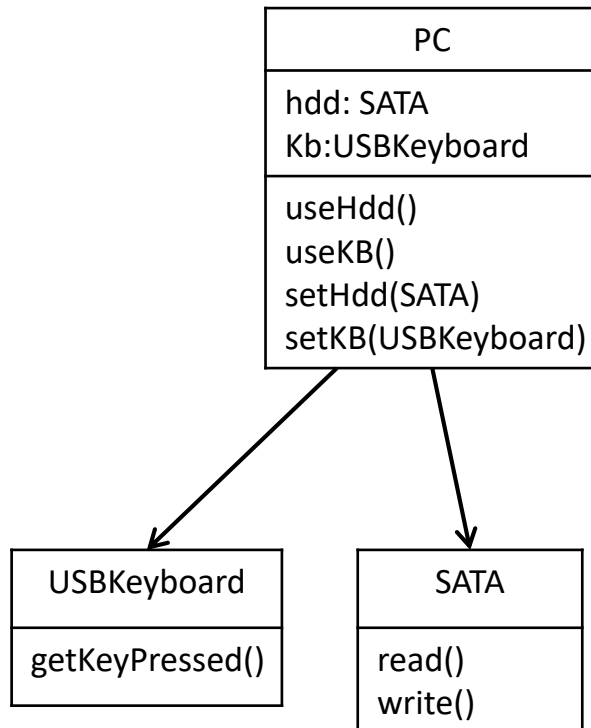 PC
hdd: SATA
Kb:USBKeyboard
useHdd()
useKB()
setHdd(SATA)
setKB(USBKeyboard)
USBKeyboard
getKeyPressed()
SATA
read()
write()